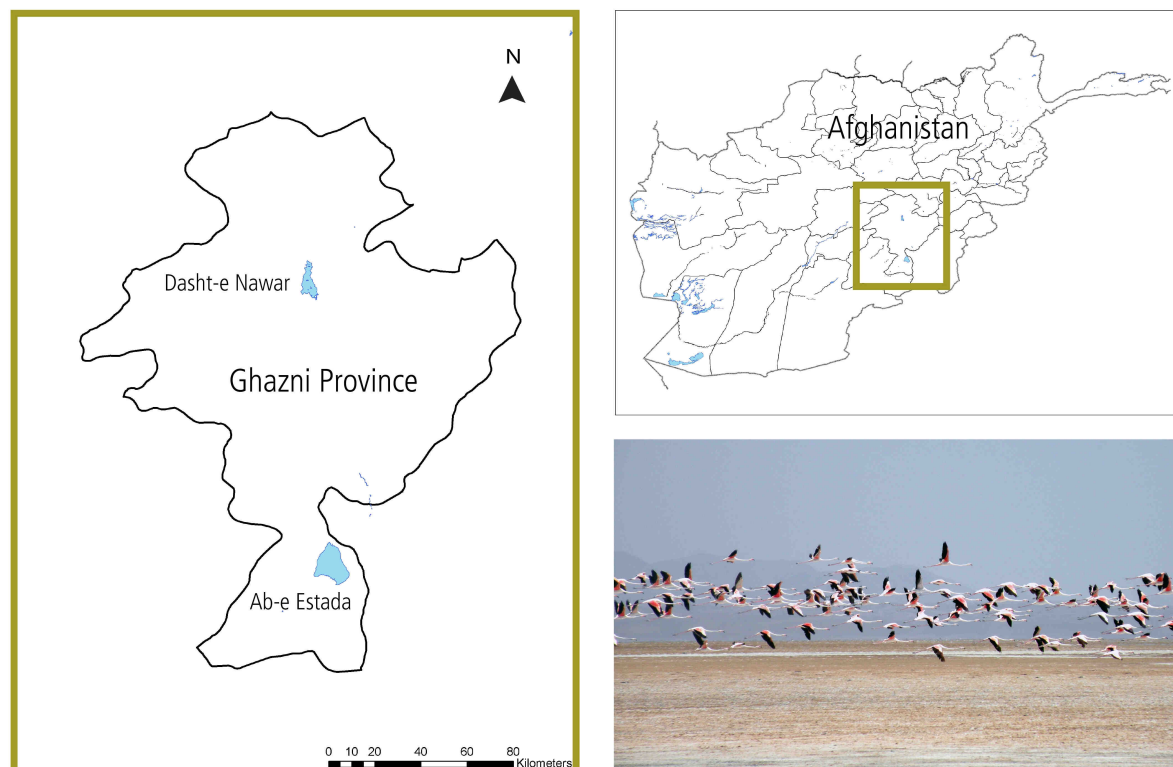 N
Dasht-e Nawar
Ghazni Province
Ab-e Estada
0 10 20 40 60 80
Kilometers
Afghanistan